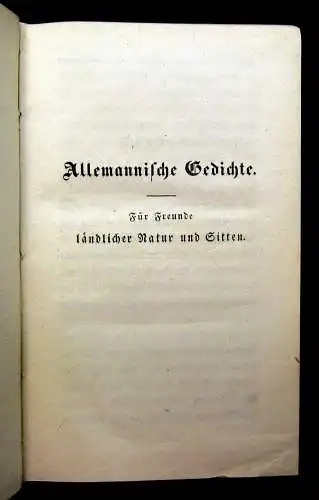 Allemanniſche Gedichte.
Für Freunde
ländlicher Natur und Sitten.